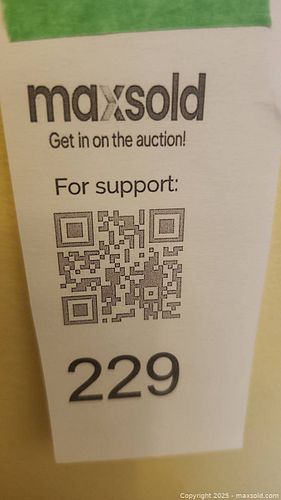 maxsold
Get in on the auction!
For support:
229
Copyright 2025 - maxsold.com